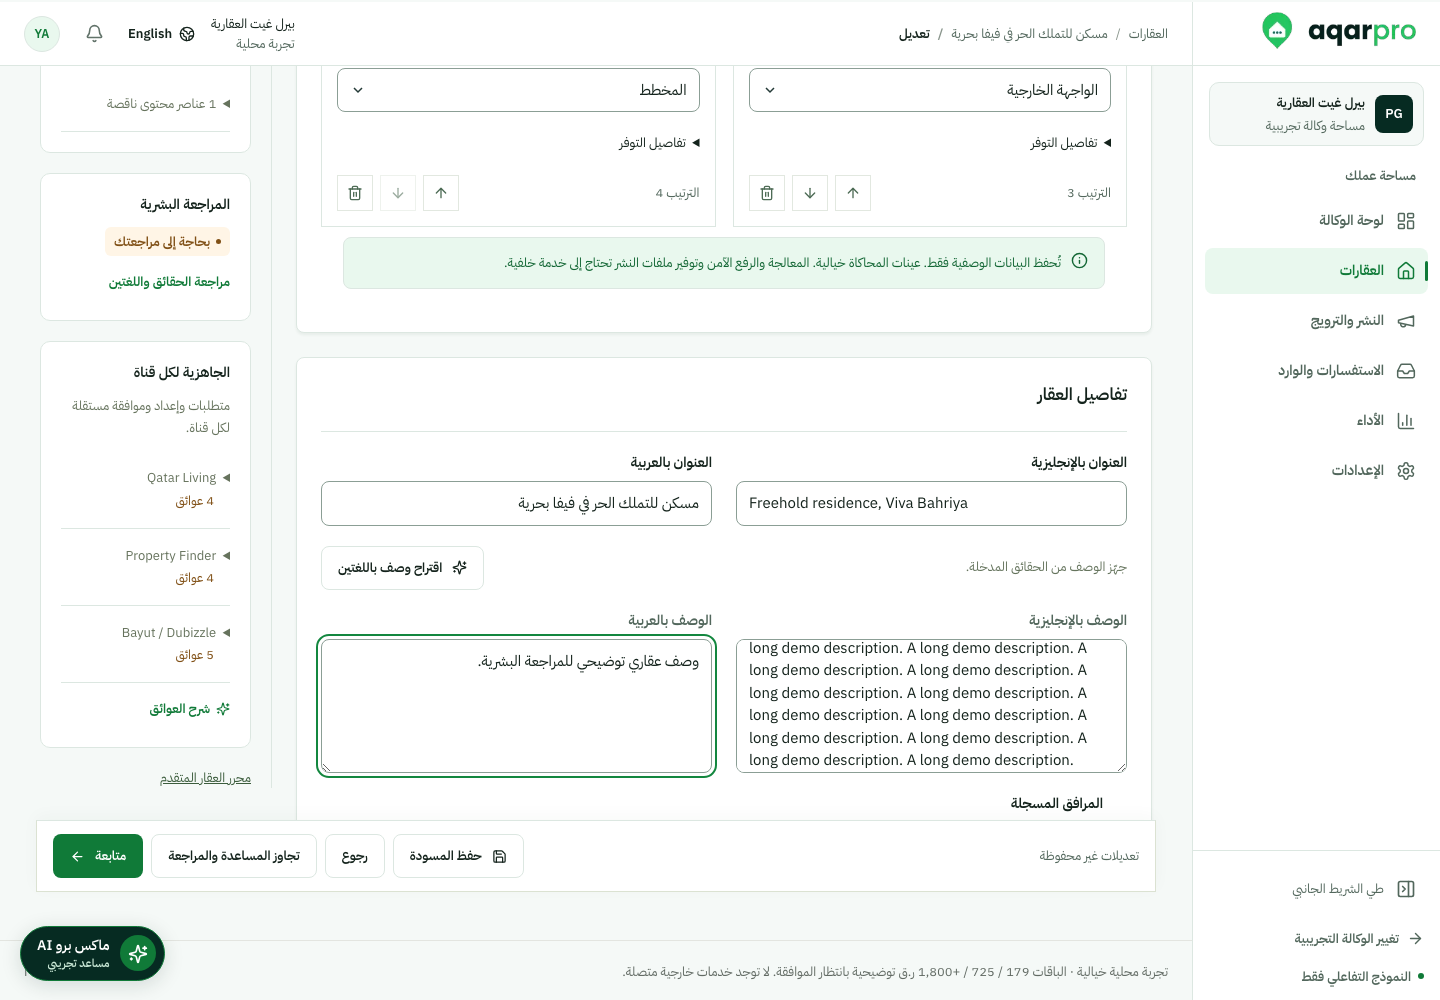 aqarpro
PG
بيرل غيت العقارية
مساحة وكالة تجريبية
مساحة عملك
لوحة الوكالة
العقارات
النشر والترويج
الاستفسارات والوارد
الأداء
الإعدادات
طي الشريط الجانبي
تغيير الوكالة التجريبية
النموذج التفاعلي فقط
العقارات / مسكن للتملك الحر في فيفا بحرية / تعديل
بيرل غيت العقارية
تجربة محلية
English
YA
الواجهة الخارجية
تفاصيل التوفر
الترتيب 3
المخطط
تفاصيل التوفر
الترتيب 4
تُحفظ البيانات الوصفية فقط. عينات المحاكاة خيالية. المعالجة والرفع الآمن وتوفير ملفات النشر تحتاج إلى خدمة خلفية.
تفاصيل العقار
العنوان بالإنجليزية
Freehold residence, Viva Bahriya
العنوان بالعربية
مسكن للتملك الحر في فيفا بحرية
جهّز الوصف من الحقائق المدخلة.
اقتراح وصف باللغتين
الوصف بالإنجليزية
long demo description. A long demo description. A
long demo description. A long demo description. A
long demo description. A long demo description. A
long demo description. A long demo description. A
long demo description. A long demo description. A
long demo description. A long demo description.
الوصف بالعربية
وصف عقاري توضيحي للمراجعة البشرية.
المرافق المسجلة
1 عناصر محتوى ناقصة
المراجعة البشرية
بحاجة إلى مراجعتك
مراجعة الحقائق واللغتين
الجاهزية لكل قناة
متطلبات وإعداد وموافقة مستقلة
لكل قناة.
Qatar Living
4 عوائق
Property Finder
4 عوائق
Bayut / Dubizzle
5 عوائق
شرح العوائق
محرر العقار المتقدم
تعديلات غير محفوظة
حفظ المسودة
رجوع
تجاوز المساعدة والمراجعة
متابعة
تجربة محلية خيالية · الباقات 179 / 725 / +1,800 ر.ق توضيحية بانتظار الموافقة. لا توجد خدمات خارجية متصلة.
ماكس برو AI
مساعد تجريبي